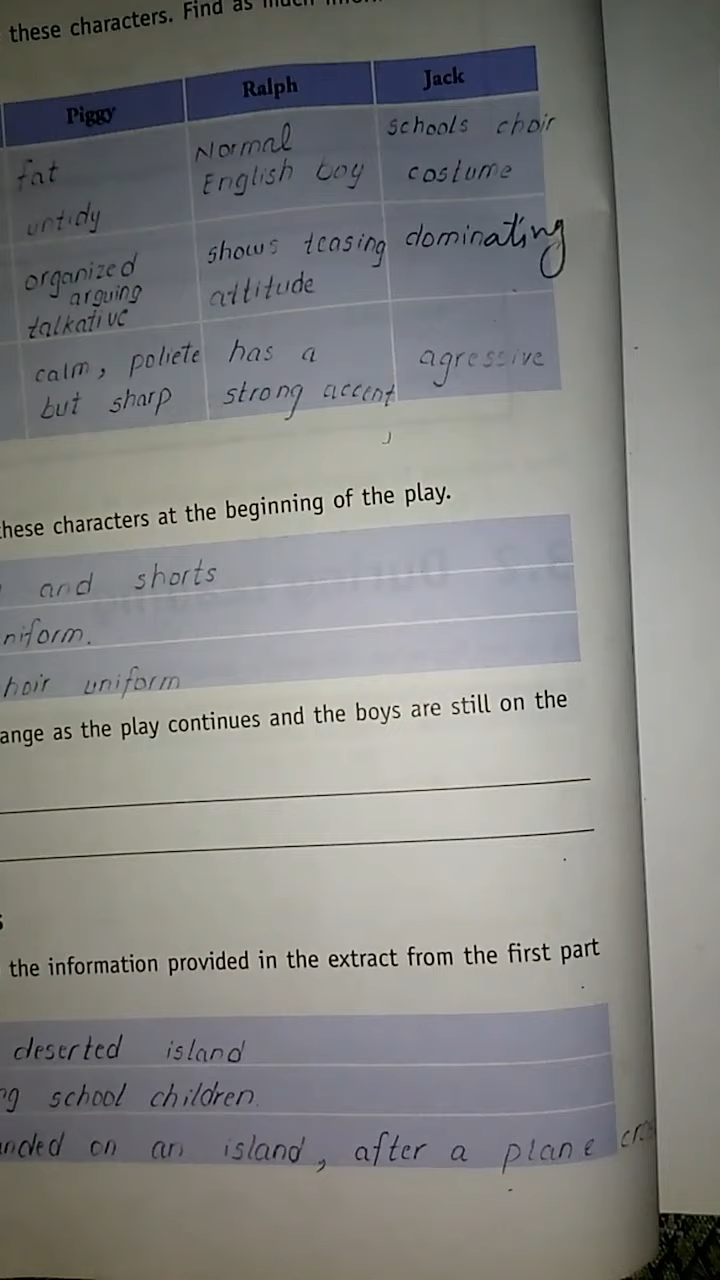 these characters. Find as much
Piggy Ralph Jack
fat Normal English boy schools choir costume
untidy
organized arguing talkative shows teasing attitude dominating
calm, poliete but sharp has a strong accent agressive
these characters at the beginning of the play.
and shorts
niform.
hoir uniform
ange as the play continues and the boys are still on the
the information provided in the extract from the first part
deserted island
ng school children
anded on an island, after a plane